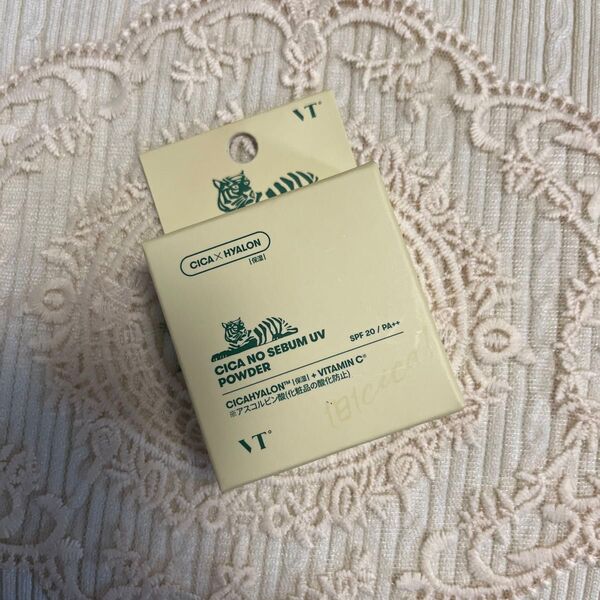 VT®
CICA × HYALON
[保湿]
CICA NO SEBUM UV
POWDER
SPF 20 / PA++
CICAHYALON™ [保湿] + VITAMIN C※
※アスコルビン酸(化粧品の酸化防止)
VT®